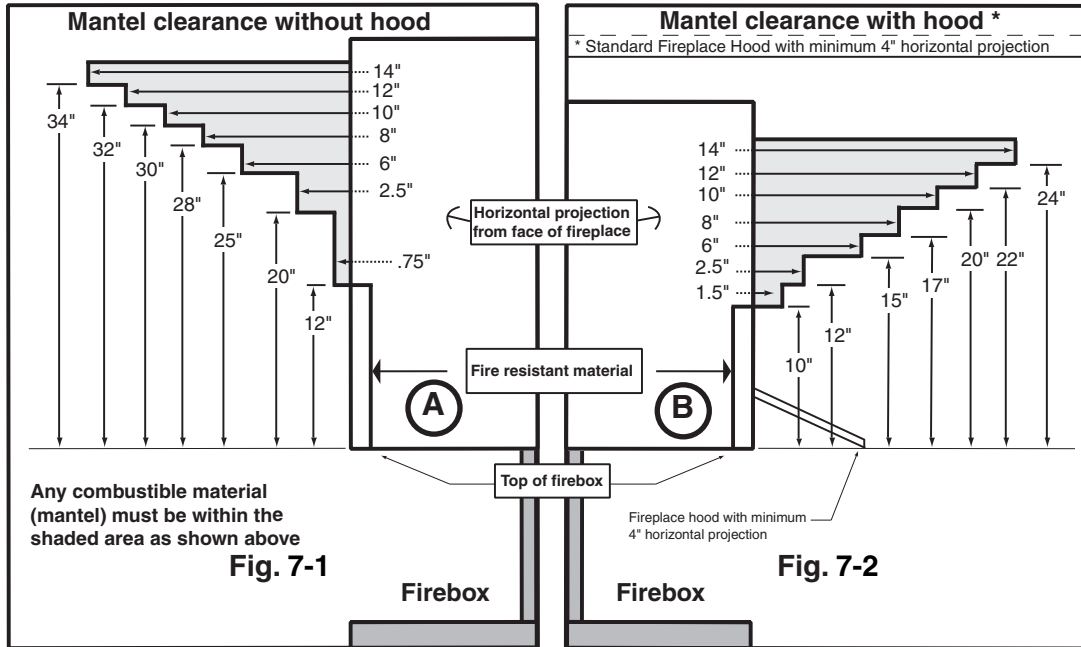 Mantel clearance without hood
14"
12"
10"
8"
6"
2.5"
.75"
34"
32"
30"
28"
25"
20"
12"
A
Any combustible material
(mantel) must be within the
shaded area as shown above
Fig. 7-1
Firebox
Horizontal projection
from face of fireplace
Fire resistant material
Top of firebox
Mantel clearance with hood *
* Standard Fireplace Hood with minimum 4" horizontal projection
14"
12"
10"
8"
6"
2.5"
1.5"
10"
12"
15"
17"
20"
22"
24"
B
Fireplace hood with minimum
4" horizontal projection
Fig. 7-2
Firebox